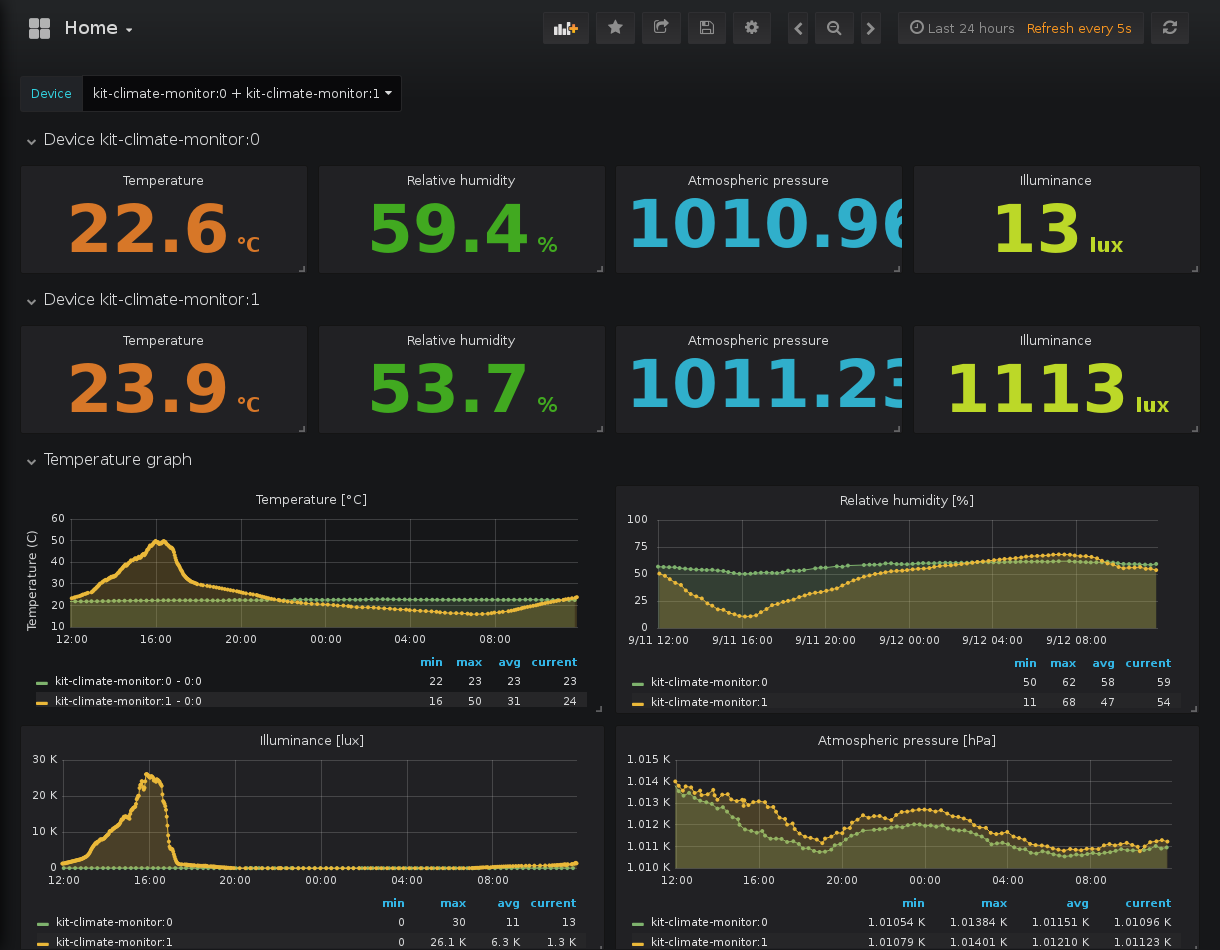 Home
Last 24 hours Refresh every 5s
Device kit-climate-monitor:0 + kit-climate-monitor:1
Device kit-climate-monitor:0
Temperature Relative humidity Atmospheric pressure Illuminance
22.6 °C 59.4 % 1010.96 13 lux
Device kit-climate-monitor:1
Temperature Relative humidity Atmospheric pressure Illuminance
23.9 °C 53.7 % 1011.23 1113 lux
Temperature graph
Temperature [°C]
Temperature (C)
60
50
40
30
20
10
12:00 16:00 20:00 00:00 04:00 08:00
min max avg current
kit-climate-monitor:0 - 0:0 22 23 23 23
kit-climate-monitor:1 - 0:0 16 50 31 24
Relative humidity [%]
100
75
50
25
0
9/11 12:00 9/11 16:00 9/11 20:00 9/12 00:00 9/12 04:00 9/12 08:00
min max avg current
kit-climate-monitor:0 50 62 58 59
kit-climate-monitor:1 11 68 47 54
Illuminance [lux]
30 K
20 K
10 K
0
12:00 16:00 20:00 00:00 04:00 08:00
min max avg current
kit-climate-monitor:0 0 30 11 13
kit-climate-monitor:1 0 26.1 K 6.3 K 1.3 K
Atmospheric pressure [hPa]
1.015 K
1.014 K
1.013 K
1.012 K
1.011 K
1.010 K
12:00 16:00 20:00 00:00 04:00 08:00
min max avg current
kit-climate-monitor:0 1.01054 K 1.01384 K 1.01151 K 1.01096 K
kit-climate-monitor:1 1.01079 K 1.01401 K 1.01210 K 1.01123 K